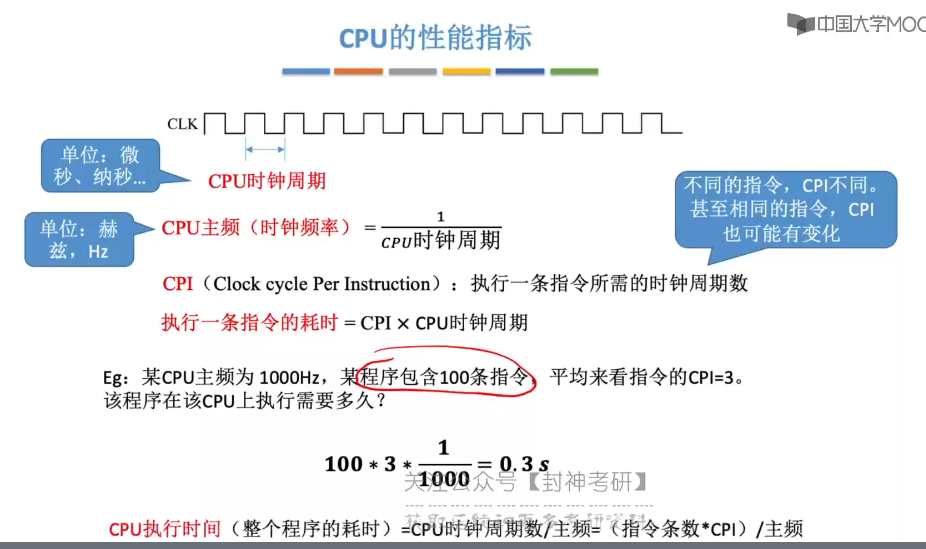 中国大学MOO
CPU的性能指标
CLK
单位：微
秒、纳秒...
CPU时钟周期
不同的指令，CPI不同。
甚至相同的指令，CPI
也可能有变化
单位：赫
兹，Hz
CPU主频（时钟频率）= 1/CPU时钟周期
CPI（Clock cycle Per Instruction）：执行一条指令所需的时钟周期数
执行一条指令的耗时 = CPI × CPU时钟周期
Eg：某CPU主频为 1000Hz，某程序包含100条指令，平均来看指令的CPI=3。
该程序在该CPU上执行需要多久？
100 * 3 * 1/1000 = 0.3 s
关注公众号【封神考研】
CPU执行时间（整个程序的耗时）=CPU时钟周期数/主频=（指令条数*CPI）/主频